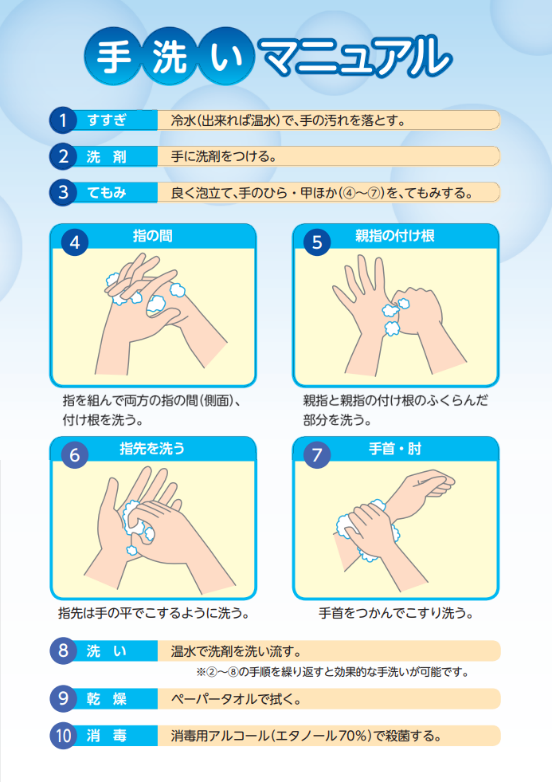 手洗いマニュアル
1 すすぎ 冷水(出来れば温水)で、手の汚れを落とす。
2 洗 剤 手に洗剤をつける。
3 てもみ 良く泡立て、手のひら・甲ほか(④~⑦)を、てもみする。
4 指の間
指を組んで両方の指の間(側面)、
付け根を洗う。
5 親指の付け根
親指と親指の付け根のふくらんだ
部分を洗う。
6 指先を洗う
指先は手の平でこするように洗う。
7 手首・肘
手首をつかんでこすり洗う。
8 洗 い 温水で洗剤を洗い流す。
※②~⑧の手順を繰り返すと効果的な手洗いが可能です。
9 乾 燥 ペーパータオルで拭く。
10 消 毒 消毒用アルコール(エタノール70%)で殺菌する。